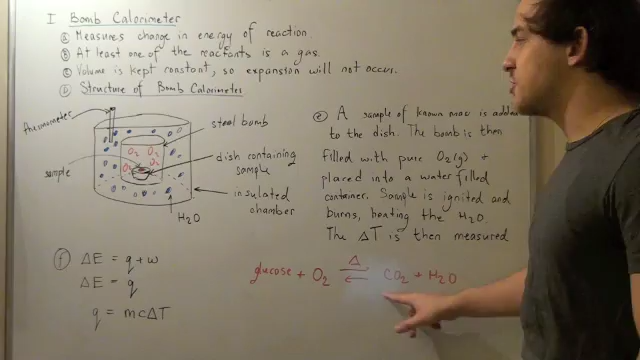 I Bomb Calorimeter
(a) Measures change in energy of reaction.
(b) At least one of the reactants is a gas.
(c) Volume is kept constant, so expansion will not occur.
(d) Structure of Bomb Calorimeter
thermometer
steel bomb
O2 O2
O2 O2
sample
dish containing
sample
insulated
chamber
H2O
(e) A sample of known mass is added
to the dish. The bomb is then
filled with pure O2(g) +
placed into a water filled
container. Sample is ignited and
burns, heating the H2O.
The ΔT is then measured
(f) ΔE = q + w
ΔE = q
q = mcΔT
glucose + O2 ⇌ CO2 + H2O
Δ